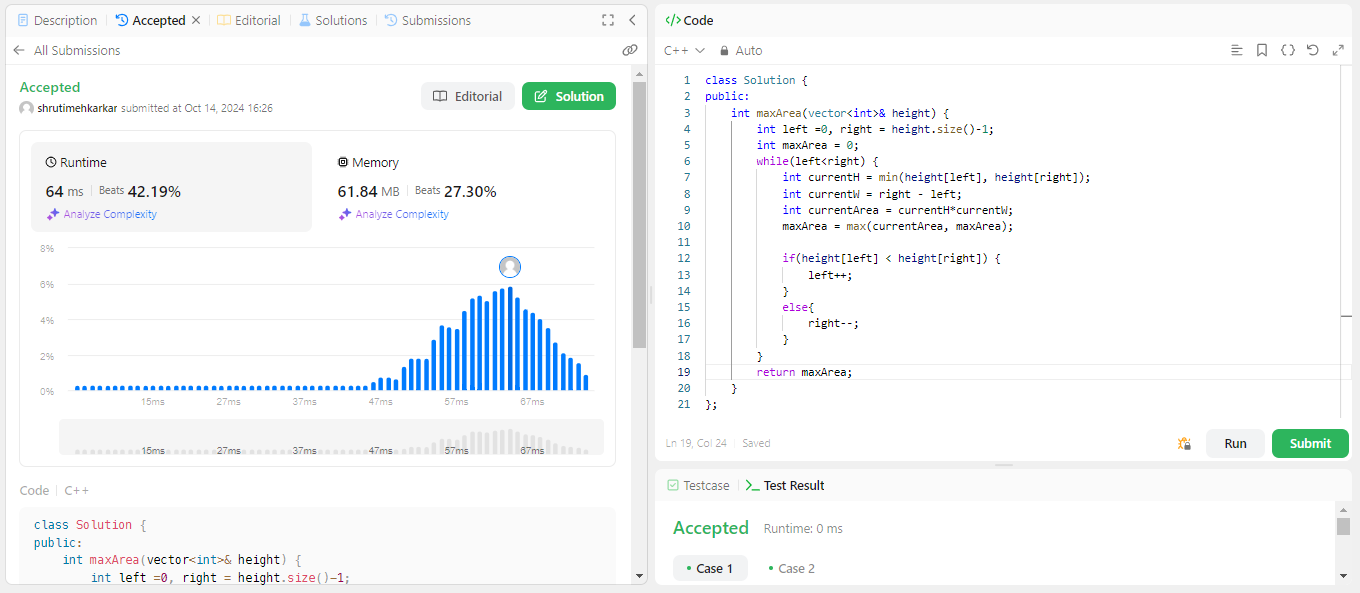 Description
Accepted
Editorial
Solutions
Submissions
All Submissions
Accepted
shrutimehkarkar submitted at Oct 14, 2024 16:26
Editorial
Solution
Runtime
64 ms Beats 42.19%
Analyze Complexity
Memory
61.84 MB Beats 27.30%
Analyze Complexity
8%
6%
4%
2%
0%
15ms 27ms 37ms 47ms 57ms 67ms
15ms 27ms 37ms 47ms 57ms 67ms
Code C++
class Solution {
public:
    int maxArea(vector<int>& height) {
        int left =0, right = height.size()-1;
</> Code
C++ Auto
1 class Solution {
2 public:
3     int maxArea(vector<int>& height) {
4         int left =0, right = height.size()-1;
5         int maxArea = 0;
6         while(left<right) {
7             int currentH = min(height[left], height[right]);
8             int currentW = right - left;
9             int currentArea = currentH*currentW;
10             maxArea = max(currentArea, maxArea);
11
12             if(height[left] < height[right]) {
13                 left++;
14             }
15             else{
16                 right--;
17             }
18         }
19         return maxArea;
20     }
21 };
Ln 19, Col 24 Saved
Run
Submit
Testcase
Test Result
Accepted Runtime: 0 ms
Case 1
Case 2